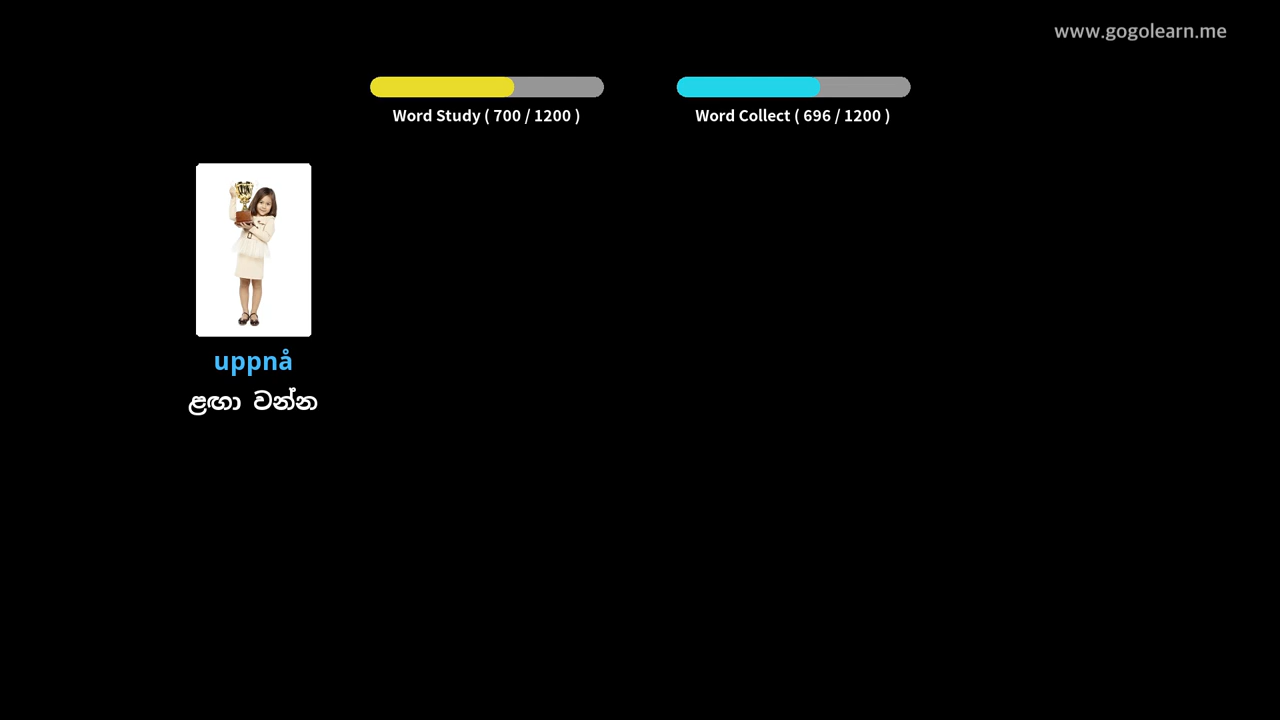 www.gogolearn.me
Word Study ( 700 / 1200 )
Word Collect ( 696 / 1200 )
uppnå
ළඟා වන්න